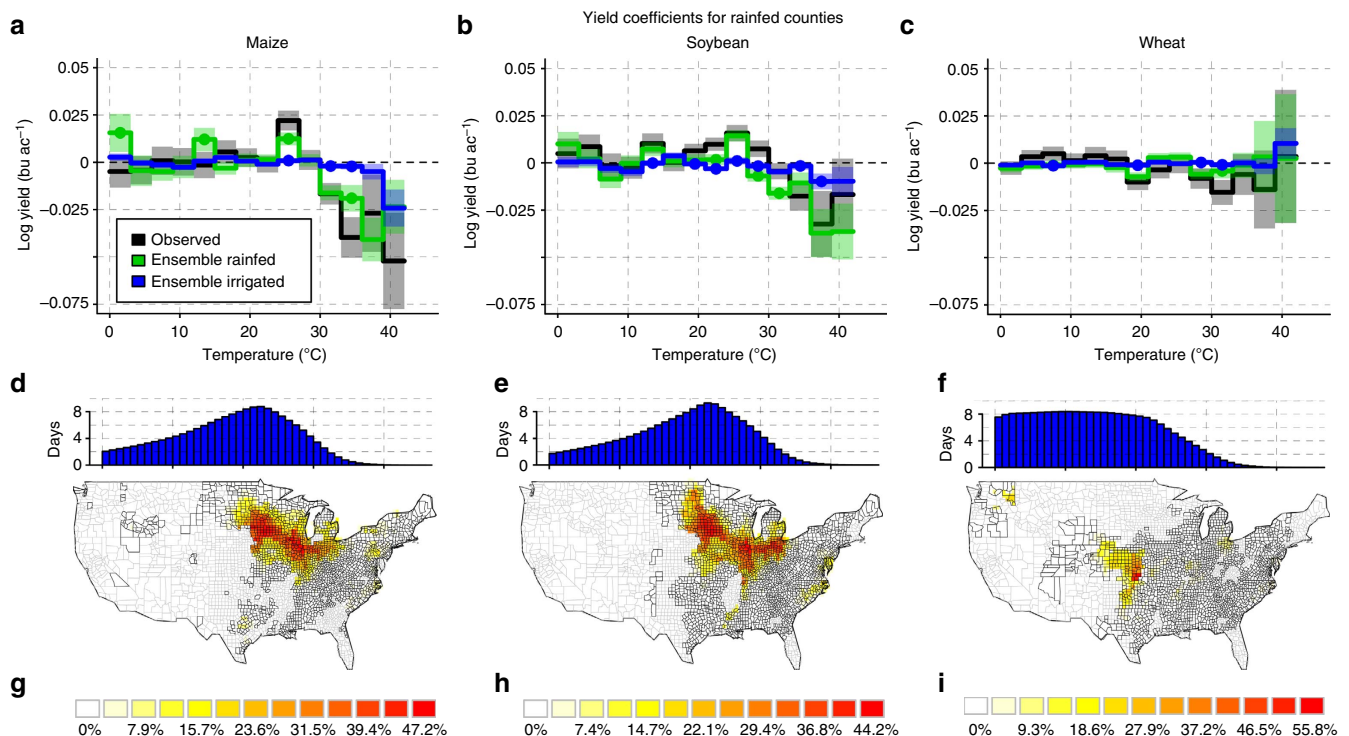 Yield coefficients for rainfed counties
a
Maize
b
Soybean
c
Wheat
Log yield (bu ac−1)
0.05
0.025
0
−0.025
−0.075
Observed
Ensemble rainfed
Ensemble irrigated
0
10
20
30
40
Temperature (°C)
Log yield (bu ac−1)
0.05
0.025
0
−0.025
−0.075
0
10
20
30
40
Temperature (°C)
Log yield (bu ac−1)
0.05
0.025
0
−0.025
−0.075
0
10
20
30
40
Temperature (°C)
d
Days
8
4
0
e
Days
8
4
0
f
Days
8
4
0
g
0% 7.9% 15.7% 23.6% 31.5% 39.4% 47.2%
h
0% 7.4% 14.7% 22.1% 29.4% 36.8% 44.2%
i
0% 9.3% 18.6% 27.9% 37.2% 46.5% 55.8%